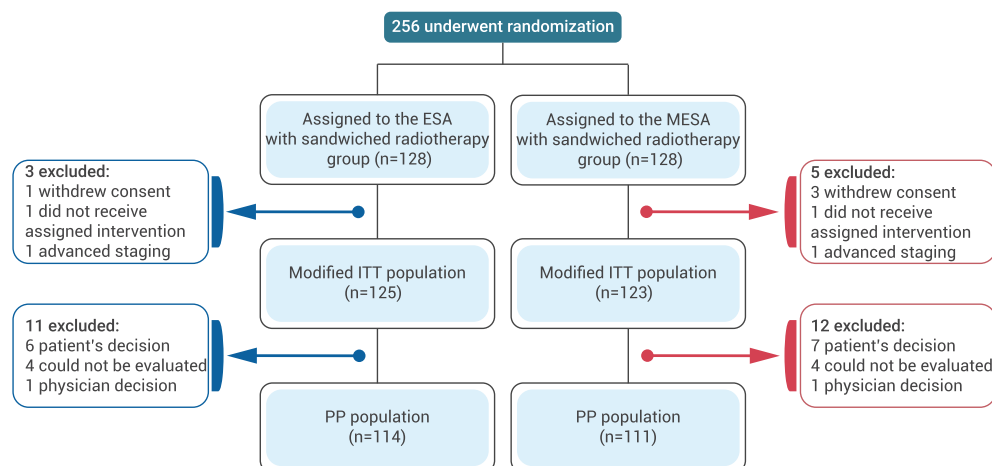 256 underwent randomization
Assigned to the ESA
with sandwiched radiotherapy
group (n=128)
Assigned to the MESA
with sandwiched radiotherapy
group (n=128)
3 excluded:
1 withdrew consent
1 did not receive
assigned intervention
1 advanced staging
5 excluded:
3 withdrew consent
1 did not receive
assigned intervention
1 advanced staging
Modified ITT population
(n=125)
Modified ITT population
(n=123)
11 excluded:
6 patient's decision
4 could not be evaluated
1 physician decision
12 excluded:
7 patient's decision
4 could not be evaluated
1 physician decision
PP population
(n=114)
PP population
(n=111)